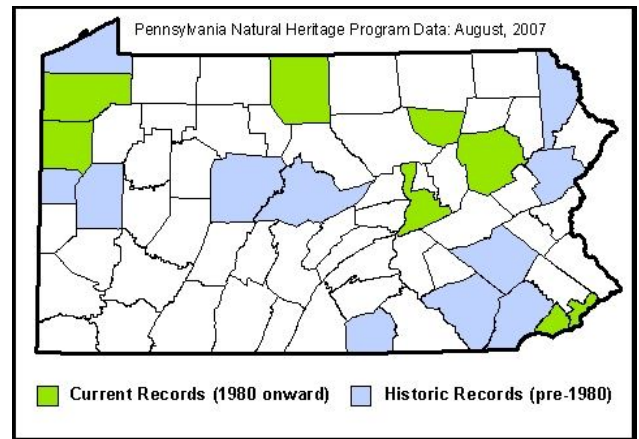 Pennsylvania Natural Heritage Program Data: August, 2007
Current Records (1980 onward)
Historic Records (pre-1980)